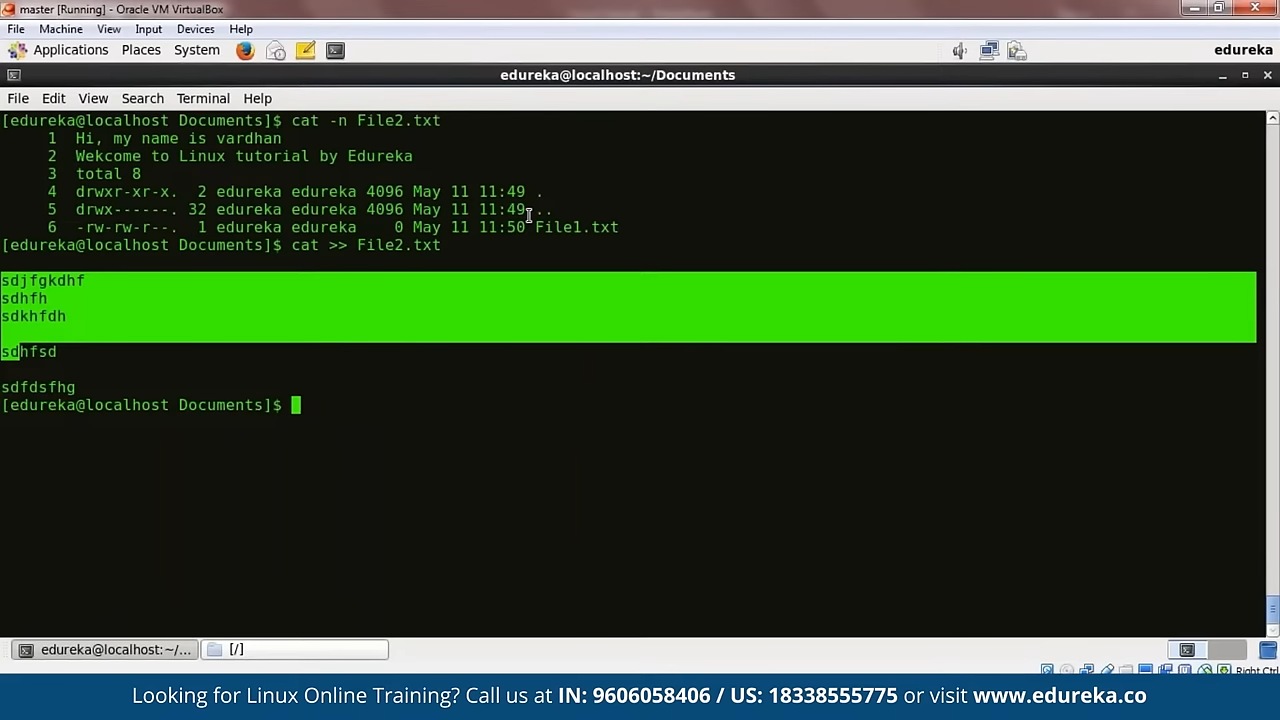 master [Running] - Oracle VM VirtualBox
File Machine View Input Devices Help
Applications Places System edureka
edureka@localhost:~/Documents
File Edit View Search Terminal Help
[edureka@localhost Documents]$ cat -n File2.txt
1 Hi, my name is vardhan
2 Wekcome to Linux tutorial by Edureka
3 total 8
4 drwxr-xr-x. 2 edureka edureka 4096 May 11 11:49 .
5 drwx------. 32 edureka edureka 4096 May 11 11:49 ..
6 -rw-rw-r--. 1 edureka edureka 0 May 11 11:50 File1.txt
[edureka@localhost Documents]$ cat >> File2.txt
sdjfgkdhf
sdhfh
sdkhfdh
sdhfsd
sdfdsfhg
[edureka@localhost Documents]$
edureka@localhost:~/... [/]
Right Ctrl
Looking for Linux Online Training? Call us at IN: 9606058406 / US: 18338555775 or visit www.edureka.co